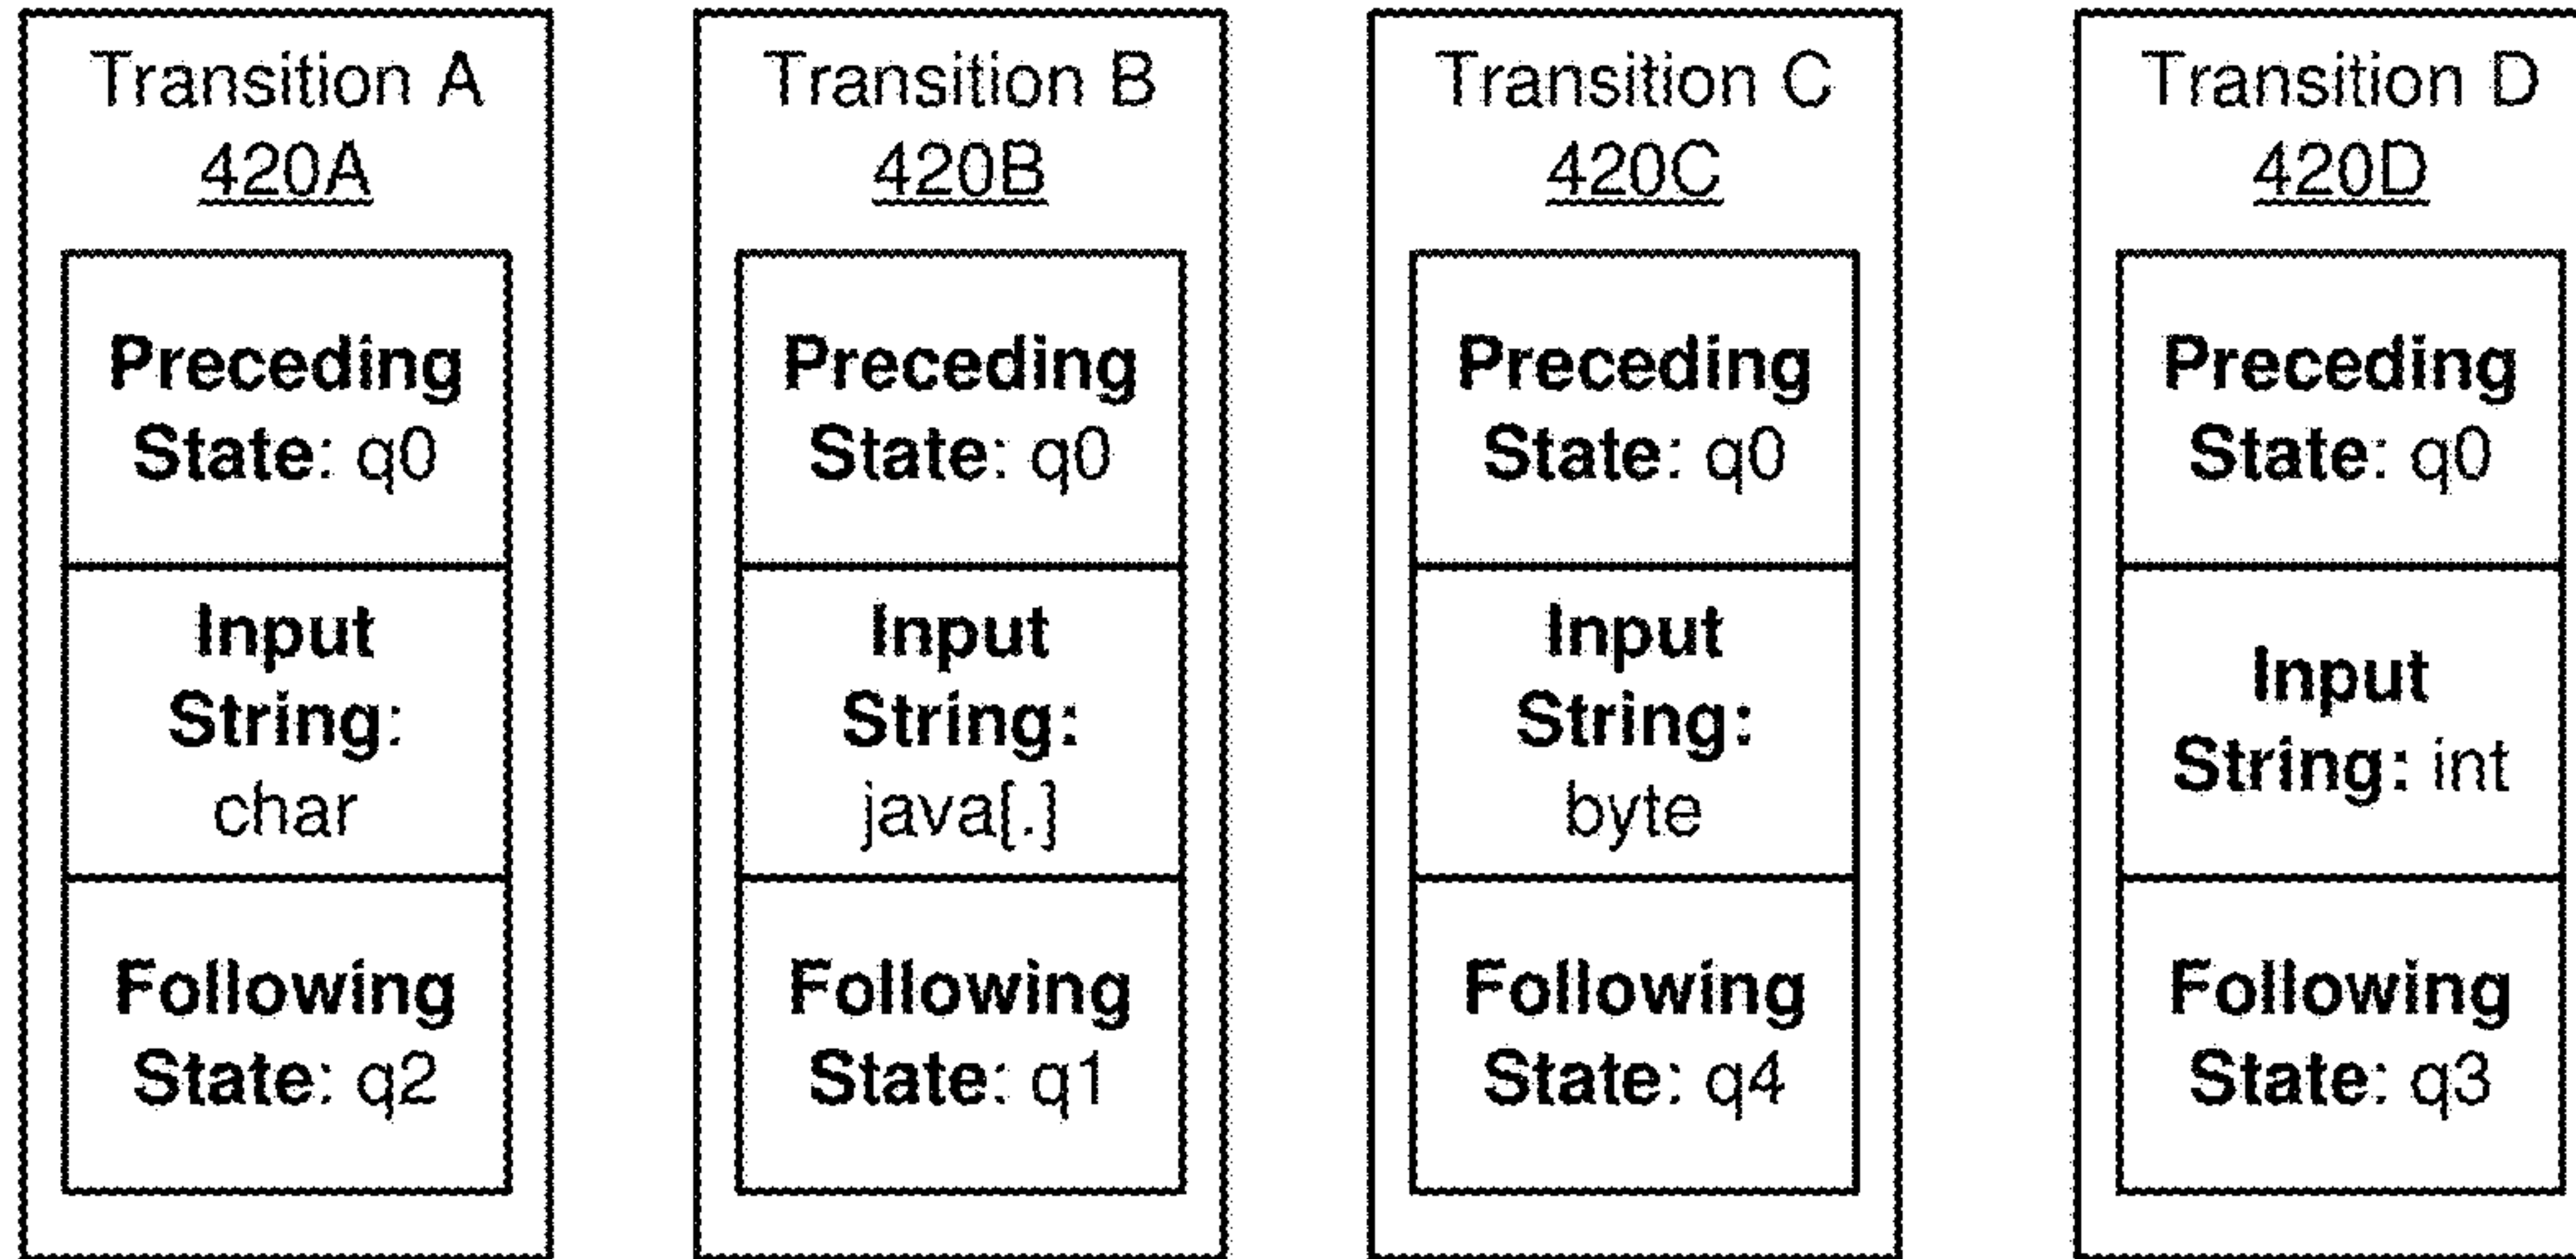 Transition A
420A
Preceding
State: q0
Input
String:
char
Following
State: q2
Transition B
420B
Preceding
State: q0
Input
String:
java[.]
Following
State: q1
Transition C
420C
Preceding
State: q0
Input
String:
byte
Following
State: q4
Transition D
420D
Preceding
State: q0
Input
String: int
Following
State: q3